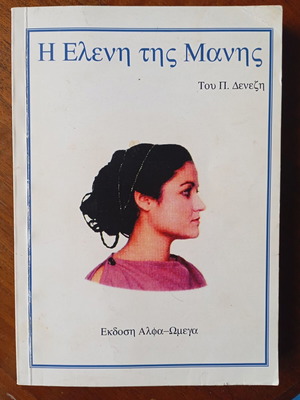 Η Ελενη της Μανης
Του Π. Δενεζη
Εκδοση Αλφα–Ωμεγα